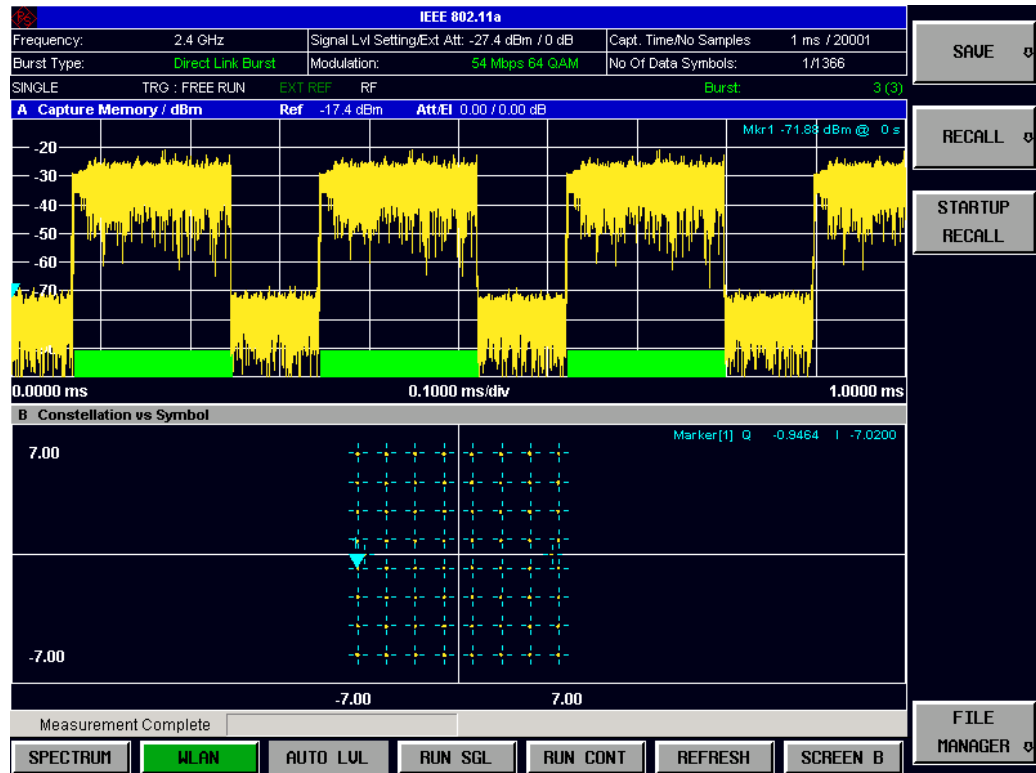 IEEE 802.11a
Frequency: 2.4 GHz Signal Lvl Setting/Ext Att: -27.4 dBm / 0 dB Capt. Time/No Samples 1 ms / 20001
Burst Type: Direct Link Burst Modulation: 54 Mbps 64 QAM No Of Data Symbols: 1/1366
SINGLE TRG : FREE RUN EXT REF RF Burst: 3 (3)
A Capture Memory / dBm Ref -17.4 dBm Att/El 0.00 / 0.00 dB
Mkr1 -71.88 dBm @ 0 s
-20
-30
-40
-50
-60
-70
0.0000 ms 0.1000 ms/div 1.0000 ms
B Constellation vs Symbol
Marker[1] Q -0.9464 I -7.0200
7.00
1
-7.00
-7.00 7.00
Measurement Complete
SPECTRUM WLAN AUTO LVL RUN SGL RUN CONT REFRESH SCREEN B
SAVE
RECALL
STARTUP
RECALL
FILE
MANAGER